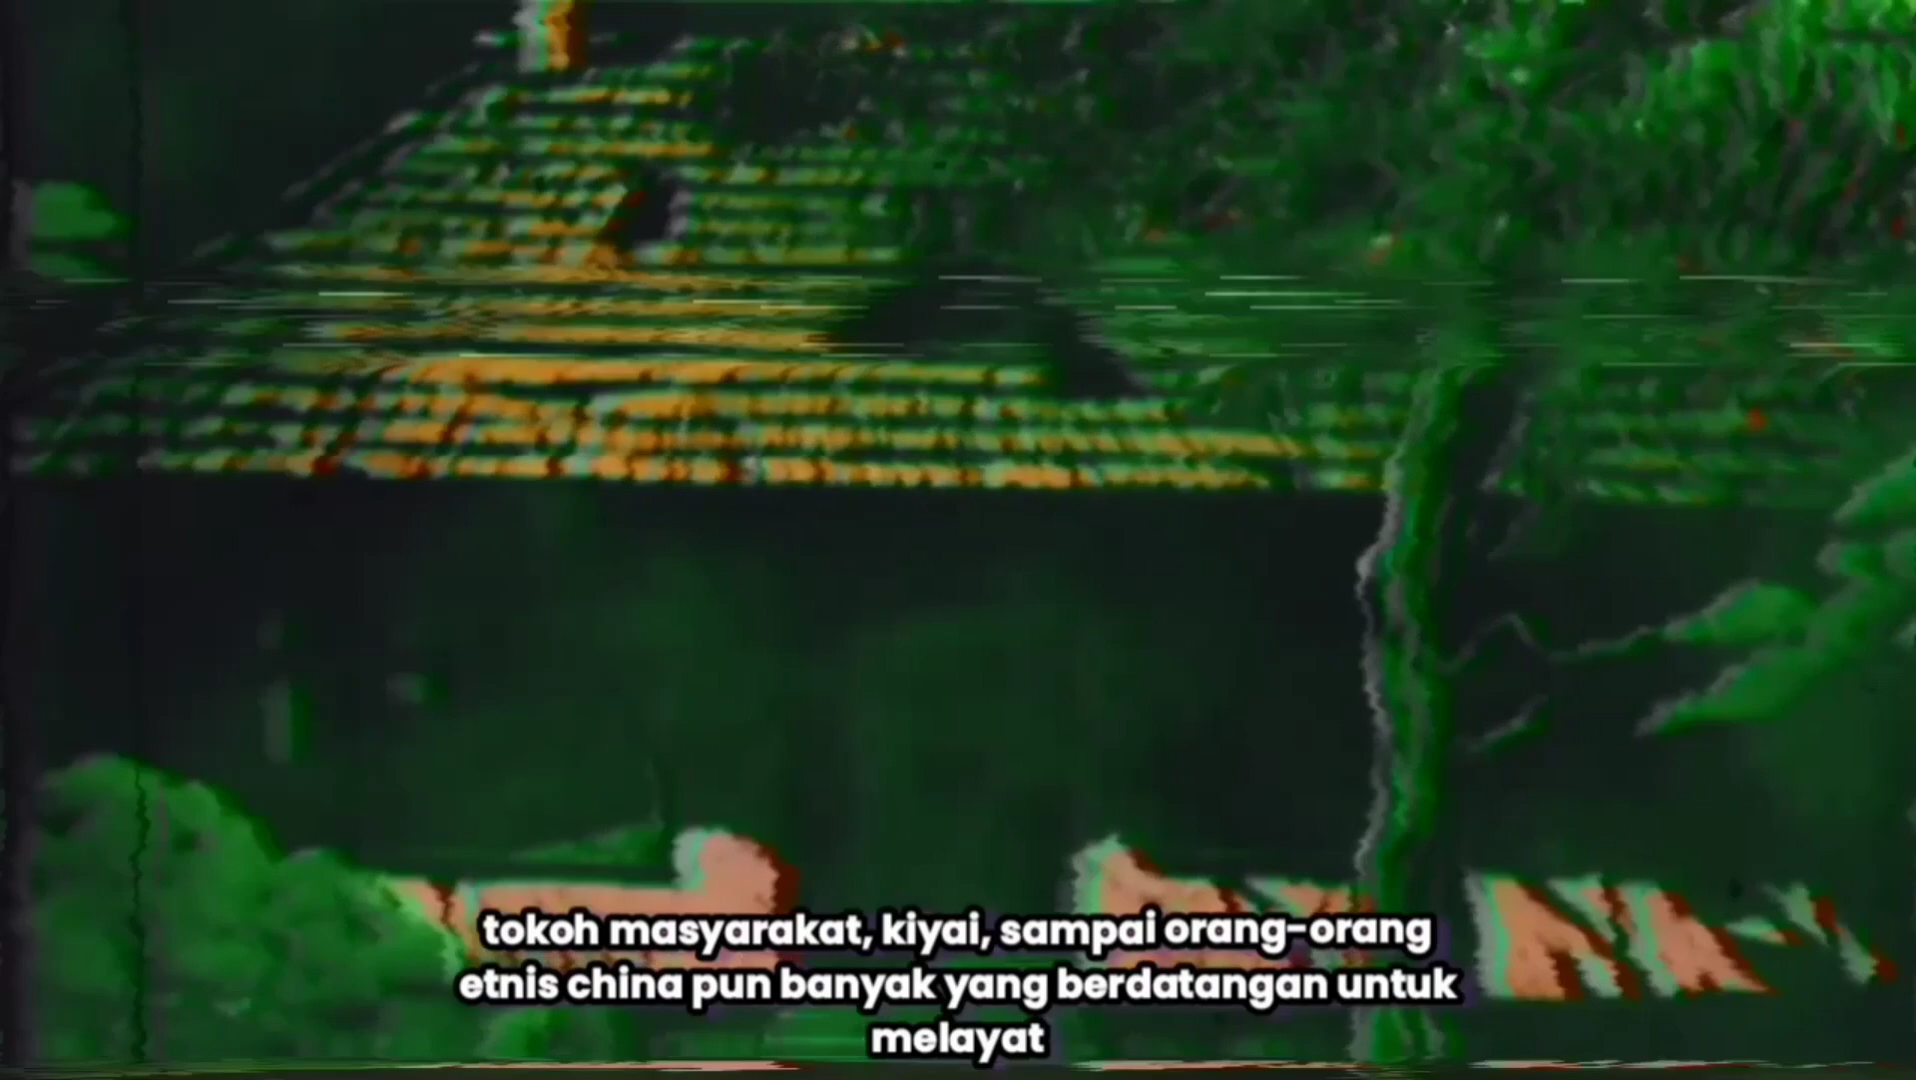 tokoh masyarakat, kiyai, sampai orang-orang
etnis china pun banyak yang berdatangan untuk
melayat